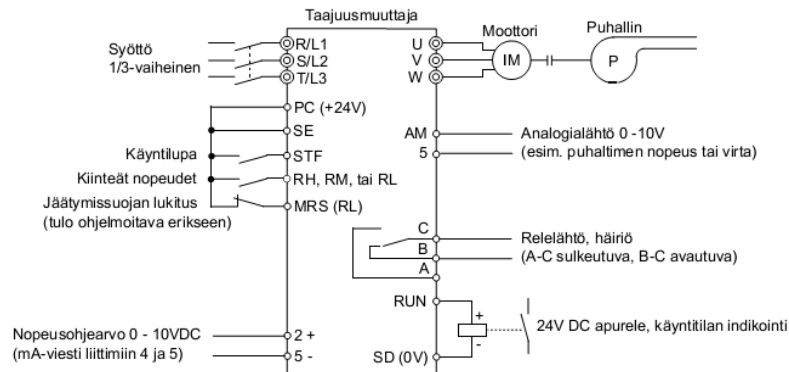 Taajuusmuuttaja
Moottori
Puhallin
Syöttö
1/3-vaiheinen
R/L1
S/L2
T/L3
U
V
W
IM
P
PC (+24V)
SE
Käyntilupa
STF
Kiinteät nopeudet
RH, RM, tai RL
Jäätymissuojan lukitus
(tulo ohjelmoitava erikseen)
MRS (RL)
AM
5
Analogialähtö 0 -10V
(esim. puhaltimen nopeus tai virta)
C
B
A
Relelähtö, häiriö
(A-C sulkeutuva, B-C avautuva)
RUN
+
-
24V DC apurele, käyntitilan indikointi
SD (0V)
Nopeusohjearvo 0 - 10VDC
(mA-viesti liittimiin 4 ja 5)
2 +
5 -